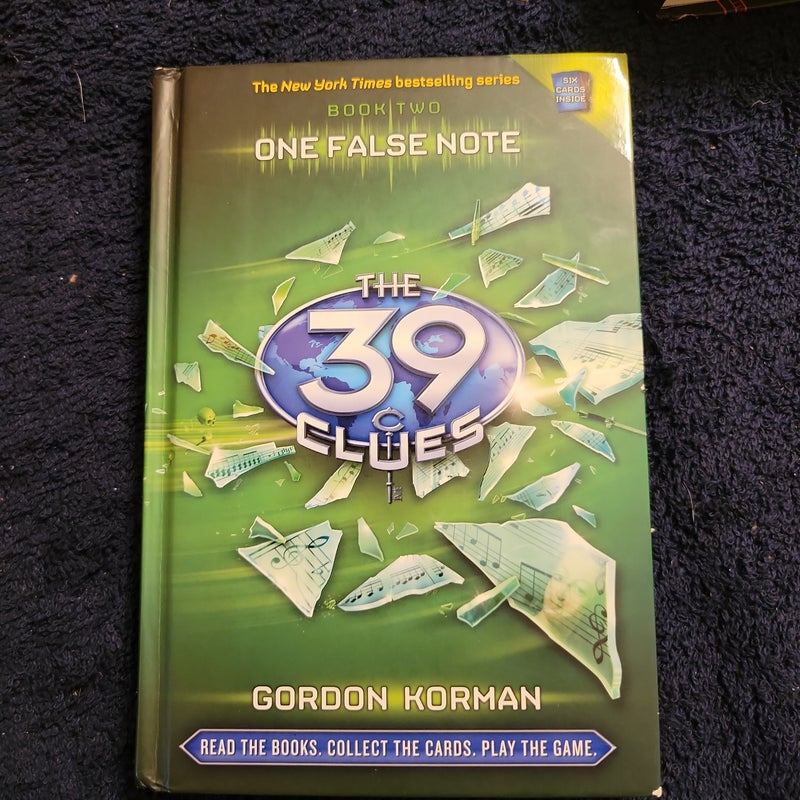 The New York Times bestselling series
SIX
CARDS
INSIDE
BOOK TWO
ONE FALSE NOTE
THE
39
CLUES
GORDON KORMAN
READ THE BOOKS. COLLECT THE CARDS. PLAY THE GAME.